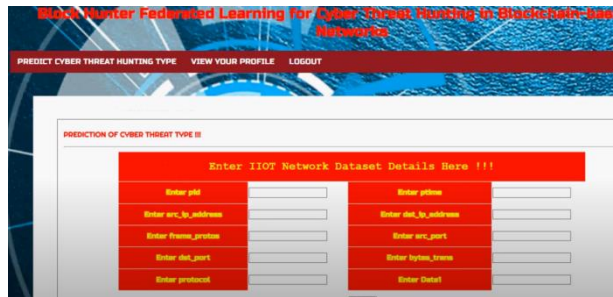 Block Hunter Federated Learning for Cyber Threat Hunting in Blockchain-bas
Networks
PREDICT CYBER THREAT HUNTING TYPE VIEW YOUR PROFILE LOGOUT
PREDICTION OF CYBER THREAT TYPE !!!
Enter IIOT Network Dataset Details Here !!!
Enter pid Enter ptime
Enter src_ip_address Enter dst_ip_address
Enter frame_protos Enter src_port
Enter dst_port Enter bytes_trans
Enter protocol Enter Data1